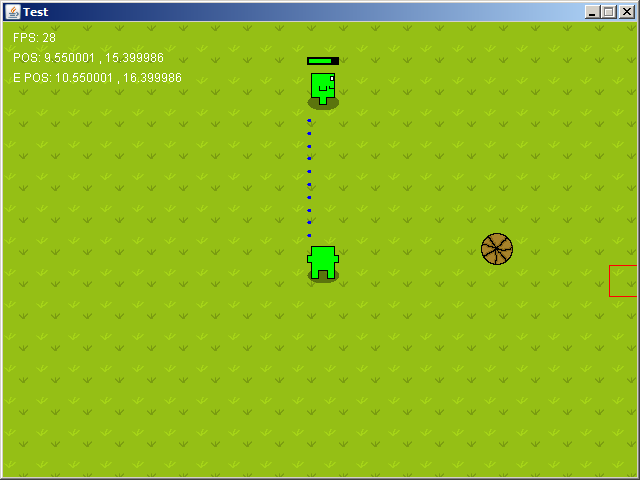 Test
FPS: 28
POS: 9.550001 , 15.399986
E POS: 10.550001 , 16.399986